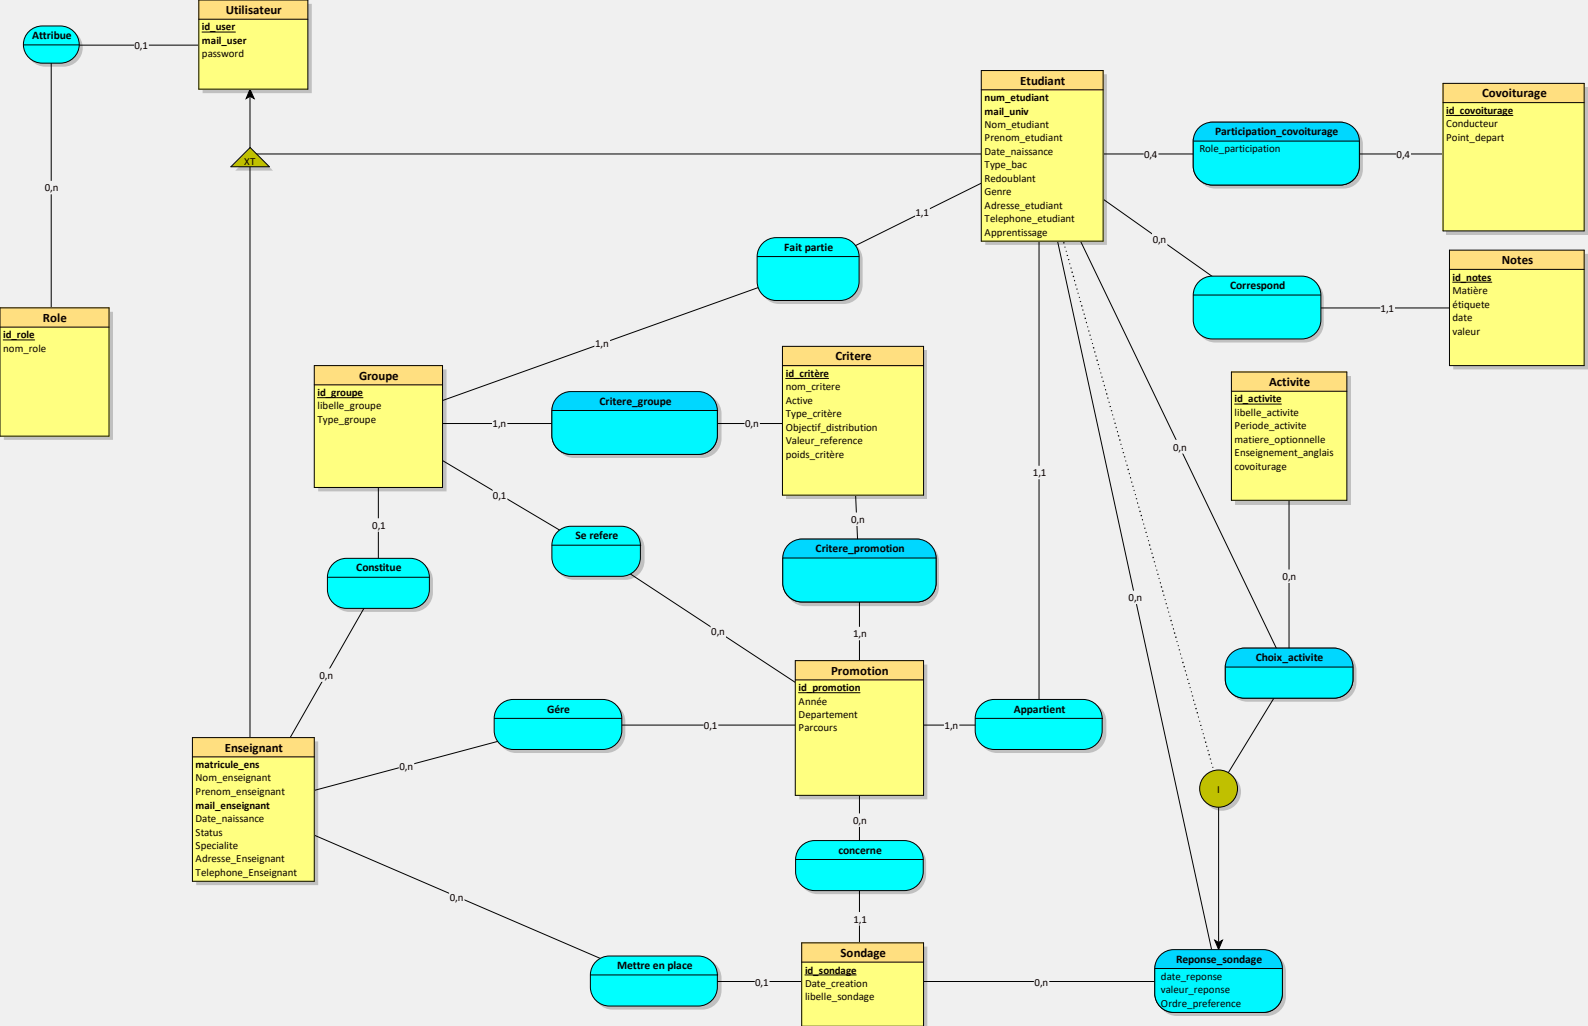 Utilisateur
id_user
mail_user
password
Attribue
0,1
0,n
XT
Role
id_role
nom_role
Etudiant
num_etudiant
mail_univ
Nom_etudiant
Prenom_etudiant
Date_naissance
Type_bac
Redoublant
Genre
Adresse_etudiant
Telephone_etudiant
Apprentissage
0,4
Participation_covoiturage
Role_participation
0,4
Covoiturage
id_covoiturage
Conducteur
Point_depart
1,1
Fait partie
1,n
0,n
Correspond
1,1
Notes
id_notes
Matière
étiquete
date
valeur
Groupe
id_groupe
libelle_groupe
Type_groupe
1,n
Critere_groupe
0,n
Critere
id_critère
nom_critere
Active
Type_critère
Objectif_distribution
Valeur_reference
poids_critère
Activite
id_activite
libelle_activite
Periode_activite
matiere_optionnelle
Enseignement_anglais
covoiturage
0,n
1,1
0,1
0,1
Se refere
0,n
0,n
Critere_promotion
1,n
Constitue
0,n
0,n
0,n
Choix_activite
Promotion
id_promotion
Année
Departement
Parcours
1,n
Appartient
Gére
0,1
0,n
Enseignant
matricule_ens
Nom_enseignant
Prenom_enseignant
mail_enseignant
Date_naissance
Status
Specialite
Adresse_Enseignant
Telephone_Enseignant
I
0,n
concerne
1,1
0,n
Mettre en place
0,1
Sondage
id_sondage
Date_creation
libelle_sondage
0,n
Reponse_sondage
date_reponse
valeur_reponse
Ordre_preference